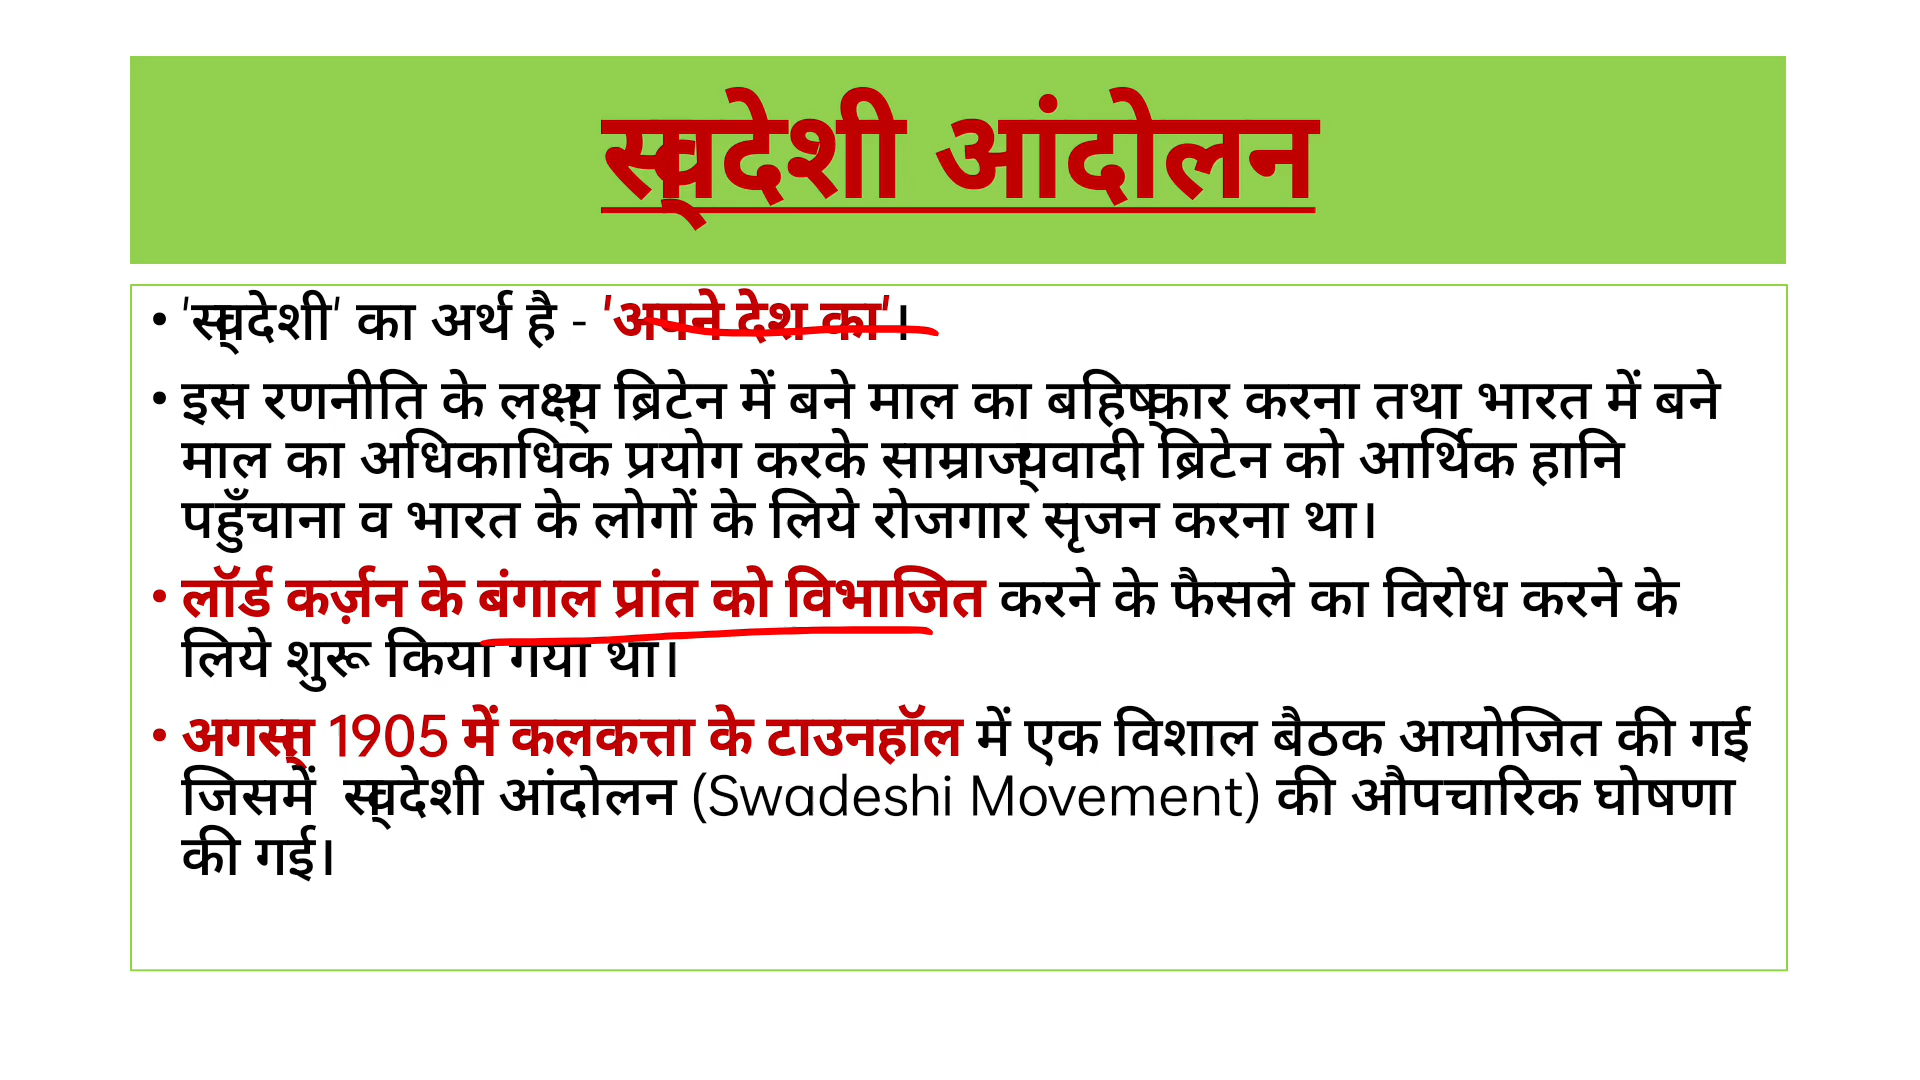 स्वदेशी आंदोलन
• 'स्वदेशी' का अर्थ है - 'अपने देश का'।
• इस रणनीति के लक्ष्य ब्रिटेन में बने माल का बहिष्कार करना तथा भारत में बने
माल का अधिकाधिक प्रयोग करके साम्राज्यवादी ब्रिटेन को आर्थिक हानि
पहुँचाना व भारत के लोगों के लिये रोजगार सृजन करना था।
• लॉर्ड कर्ज़न के बंगाल प्रांत को विभाजित करने के फैसले का विरोध करने के
लिये शुरू किया गया था।
• अगस्त 1905 में कलकत्ता के टाउनहॉल में एक विशाल बैठक आयोजित की गई
जिसमें स्वदेशी आंदोलन (Swadeshi Movement) की औपचारिक घोषणा
की गई।